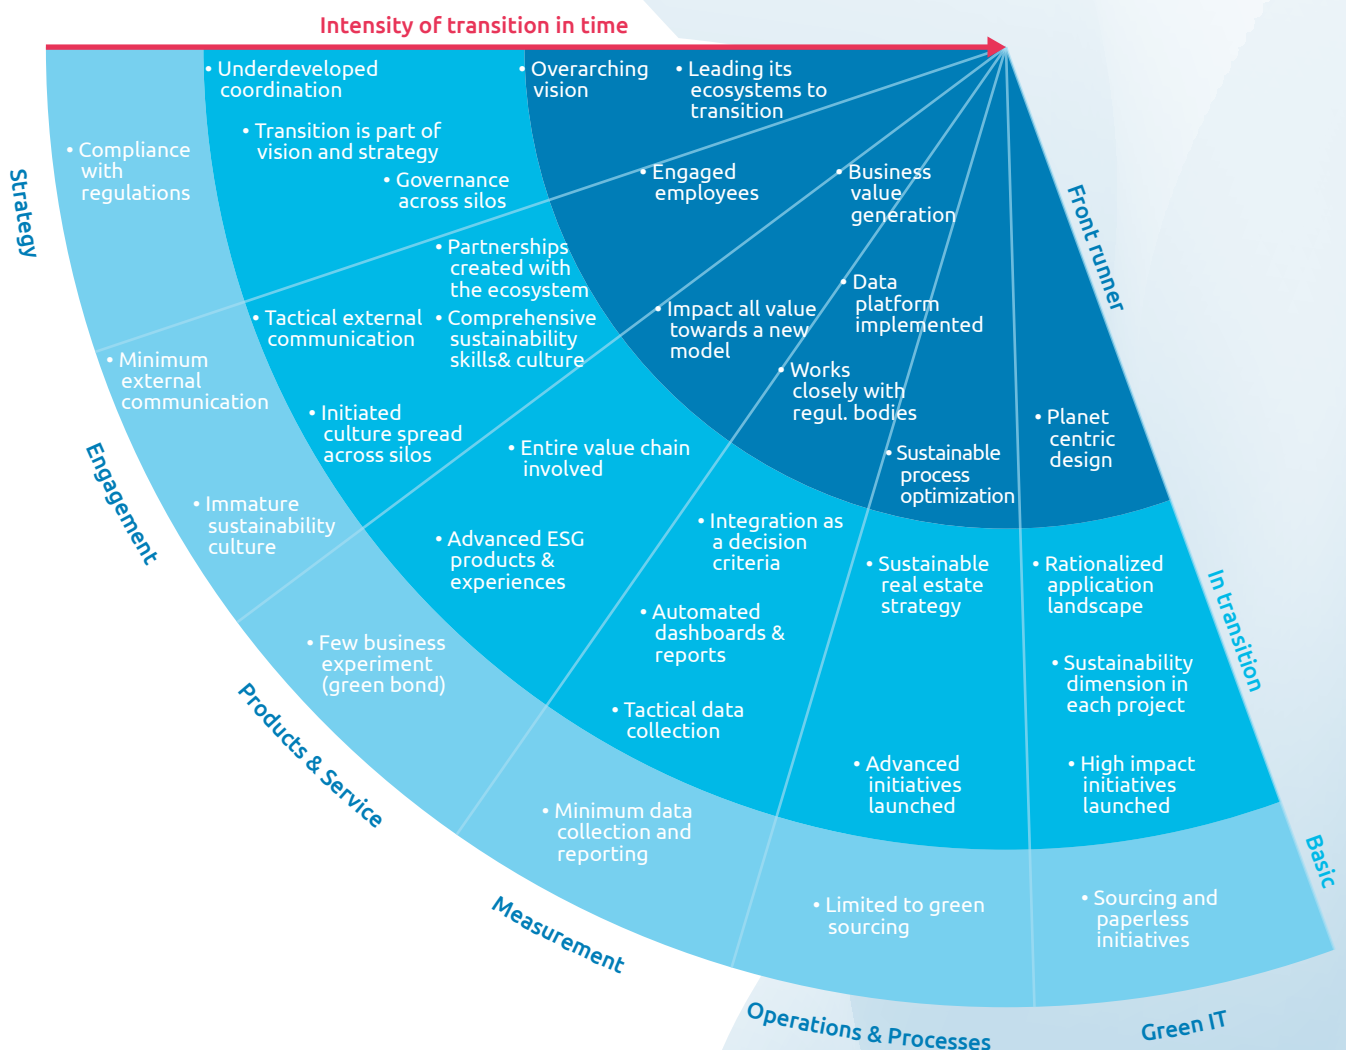 Intensity of transition in time
Strategy
• Compliance
with
regulations
• Underdeveloped
coordination
• Transition is part of
vision and strategy
• Governance
across silos
• Overarching
vision
• Leading its
ecosystems to
transition
Engagement
• Minimum
external
communication
• Immature
sustainability
culture
• Tactical external
communication
• Initiated
culture spread
across silos
• Partnerships
created with
the ecosystem
• Comprehensive
sustainability
skills& culture
• Engaged
employees
Products & Service
• Few business
experiment
(green bond)
• Advanced ESG
products &
experiences
• Entire value chain
involved
• Impact all value
towards a new
model
• Business
value
generation
Measurement
• Minimum data
collection and
reporting
• Tactical data
collection
• Automated
dashboards &
reports
• Integration as
a decision
criteria
• Works
closely with
regul. bodies
• Data
platform
implemented
Operations & Processes
• Limited to green
sourcing
• Advanced
initiatives
launched
• Sustainable
real estate
strategy
• Sustainable
process
optimization
Green IT
• Sourcing and
paperless
initiatives
• High impact
initiatives
launched
• Sustainability
dimension in
each project
• Rationalized
application
landscape
• Planet
centric
design
Front runner
In transition
Basic